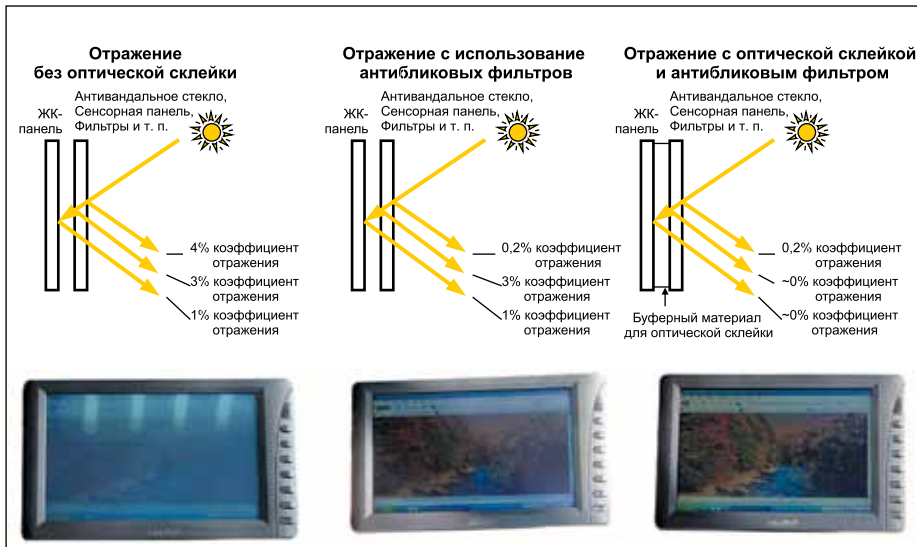 Отражение
без оптической склейки
ЖК-
панель
Антивандальное стекло,
Сенсорная панель,
Фильтры и т. п.
4% коэффициент
отражения
3% коэффициент
отражения
1% коэффициент
отражения
Отражение с использование
антибликовых фильтров
ЖК-
панель
Антивандальное стекло,
Сенсорная панель,
Фильтры и т. п.
0,2% коэффициент
отражения
3% коэффициент
отражения
1% коэффициент
отражения
Отражение с оптической склейкой
и антибликовым фильтром
ЖК-
панель
Антивандальное стекло,
Сенсорная панель,
Фильтры и т. п.
0,2% коэффициент
отражения
~0% коэффициент
отражения
~0% коэффициент
отражения
Буферный материал
для оптической склейки